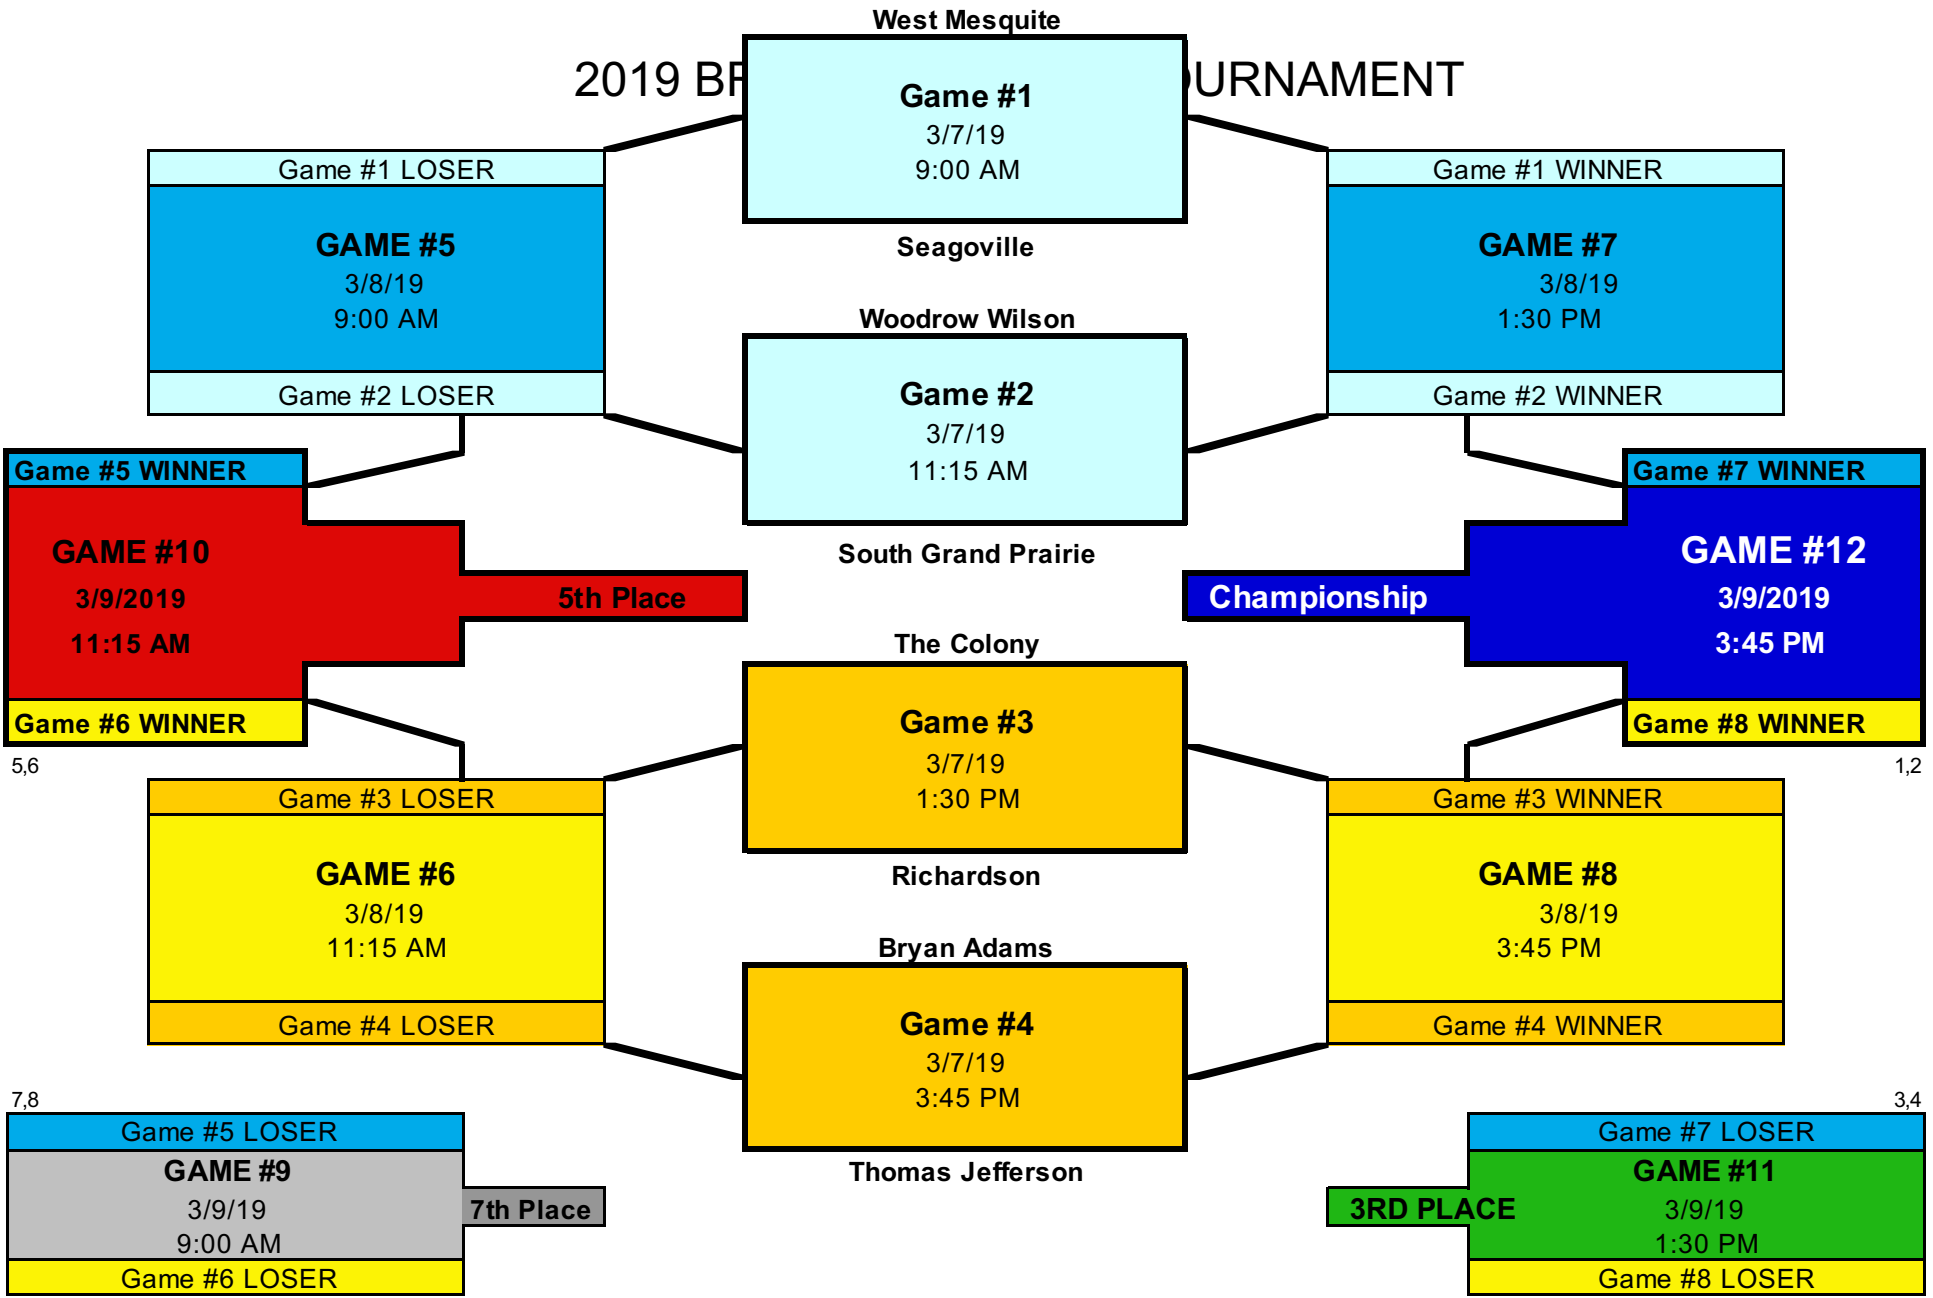 West Mesquite
2019 BR URNAMENT
Game #1
3/7/19
9:00 AM
Seagoville
Game #1 LOSER
GAME #5
3/8/19
9:00 AM
Game #2 LOSER
Game #1 WINNER
GAME #7
3/8/19
1:30 PM
Game #2 WINNER
Woodrow Wilson
Game #2
3/7/19
11:15 AM
South Grand Prairie
Game #5 WINNER
GAME #10
3/9/2019
11:15 AM
5th Place
Game #6 WINNER
5,6
Game #7 WINNER
GAME #12
3/9/2019
3:45 PM
Championship
Game #8 WINNER
1,2
The Colony
Game #3
3/7/19
1:30 PM
Richardson
Game #3 LOSER
GAME #6
3/8/19
11:15 AM
Game #4 LOSER
Game #3 WINNER
GAME #8
3/8/19
3:45 PM
Game #4 WINNER
Bryan Adams
Game #4
3/7/19
3:45 PM
Thomas Jefferson
7,8
Game #5 LOSER
GAME #9
3/9/19
9:00 AM
7th Place
Game #6 LOSER
3,4
Game #7 LOSER
GAME #11
3/9/19
1:30 PM
3RD PLACE
Game #8 LOSER